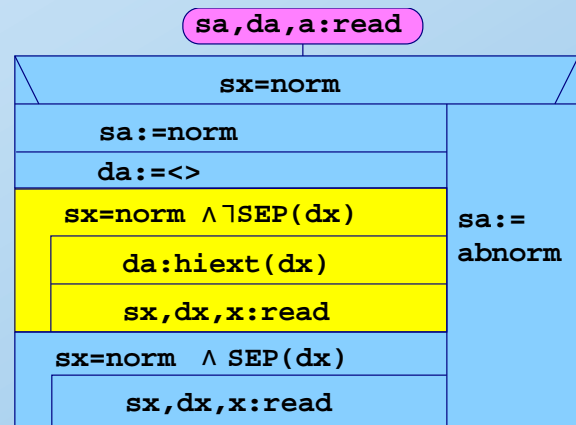 sa,da,a:read
sx=norm
sa:=norm
da:=<>
sx=norm ∧ ⅂SEP(dx)
da:hiext(dx)
sx,dx,x:read
sx=norm ∧ SEP(dx)
sx,dx,x:read
sa:=
abnorm